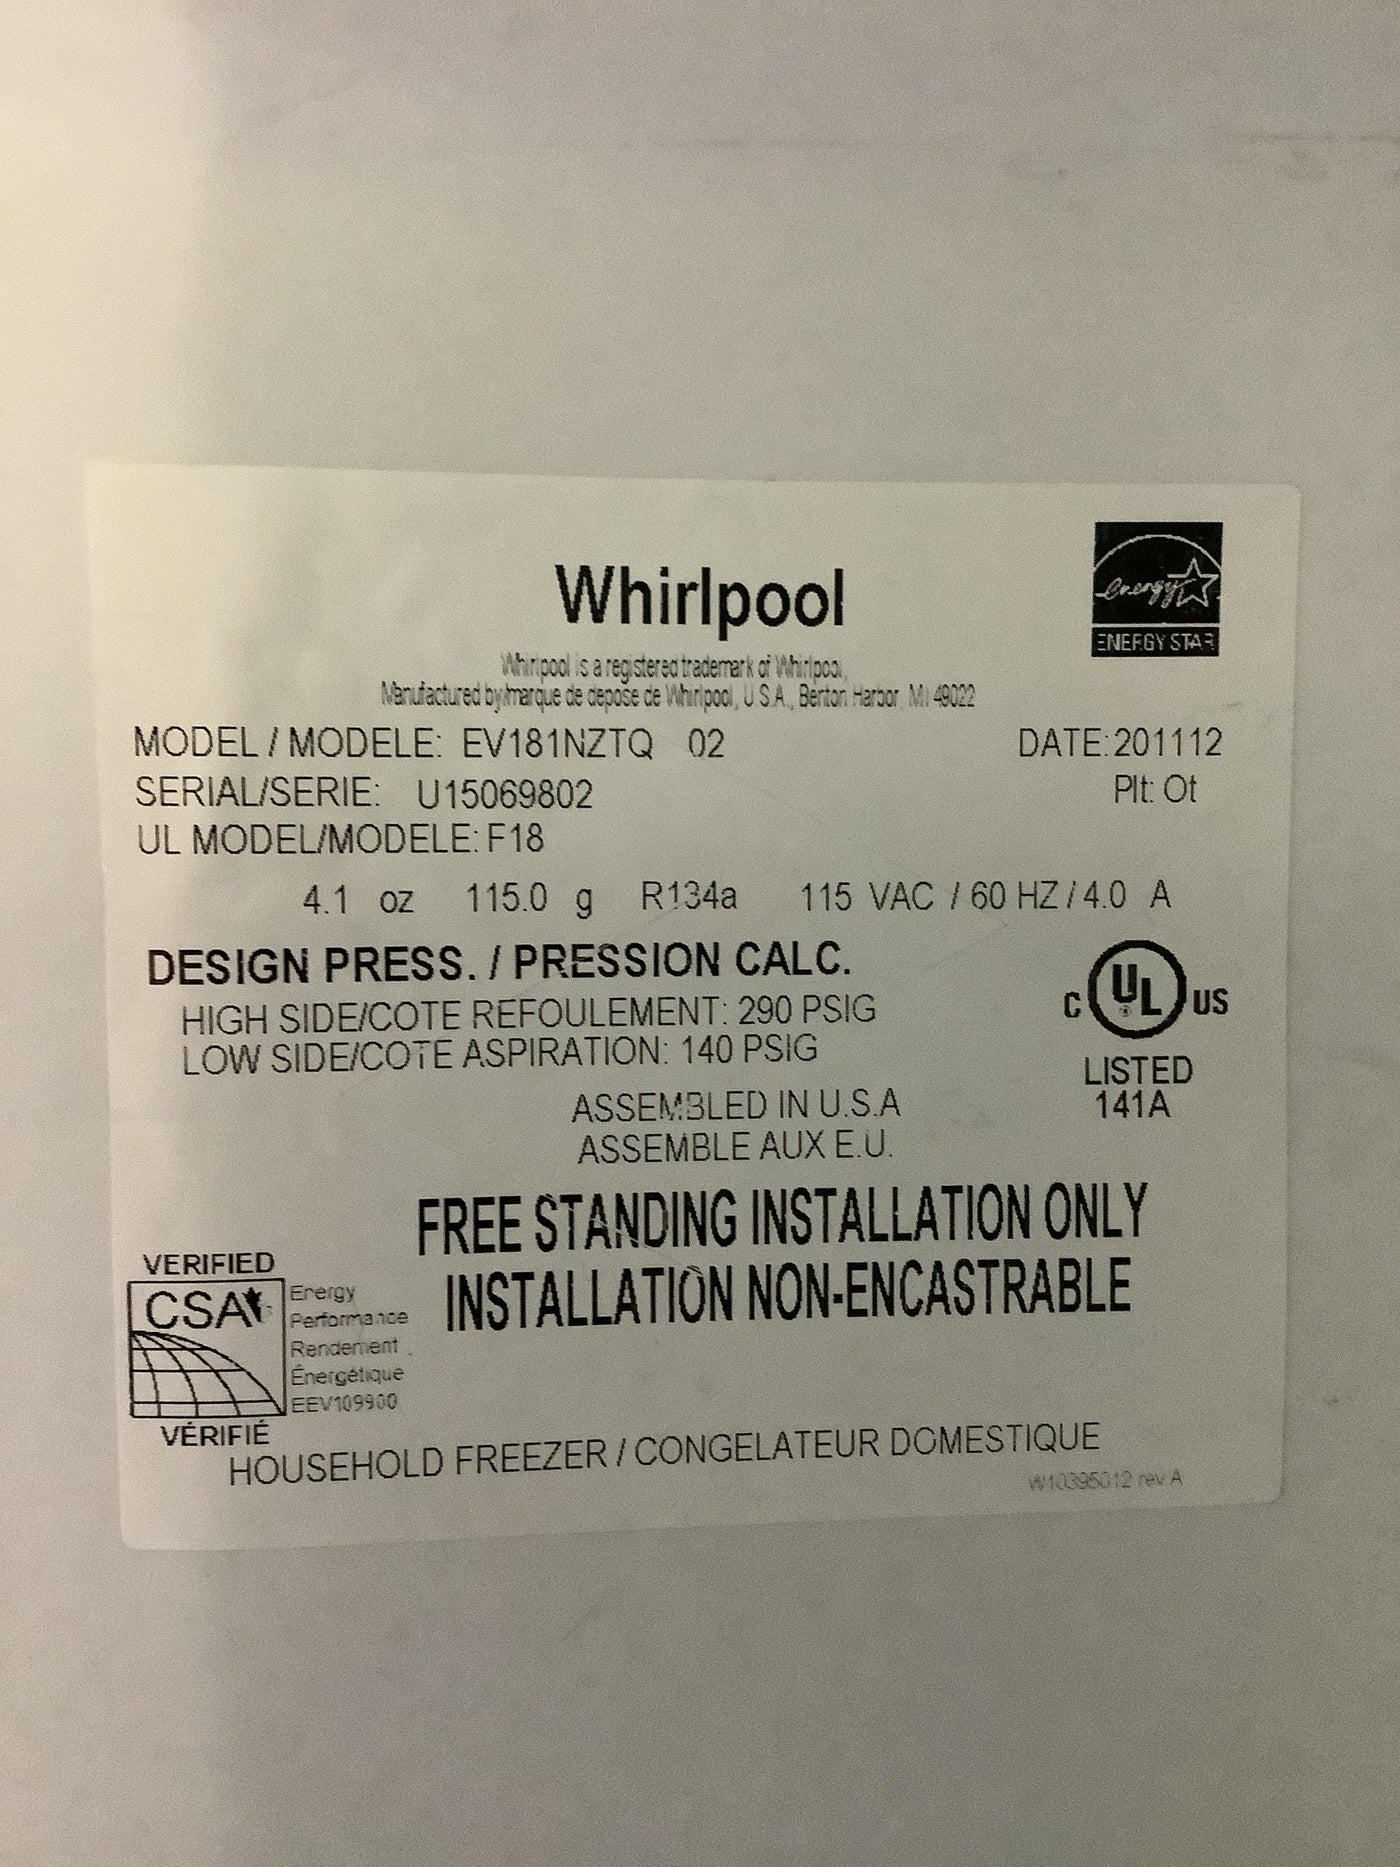 Whirlpool
energy
ENERGY STAR
Whirlpool is a registered trademark of Whirlpool,
Manufactured by/marque de depose de Whirlpool, U.S.A., Benton Harbor, MI 49022
MODEL / MODELE: EV181NZTQ 02
DATE:201112
SERIAL/SERIE: U15069802
Plt: Ot
UL MODEL/MODELE: F18
4.1 oz 115.0 g R134a 115 VAC / 60 HZ / 4.0 A
DESIGN PRESS. / PRESSION CALC.
HIGH SIDE/COTE REFOULEMENT: 290 PSIG
LOW SIDE/COTE ASPIRATION: 140 PSIG
C UL ® US
LISTED
141A
ASSEMBLED IN U.S.A
ASSEMBLE AUX E.U.
FREE STANDING INSTALLATION ONLY
INSTALLATION NON-ENCASTRABLE
VERIFIED
CSA
Energy
Performance
Rendement
Énergétique
EEV109900
VÉRIFIÉ
HOUSEHOLD FREEZER / CONGELATEUR DOMESTIQUE
W10395012 rev A